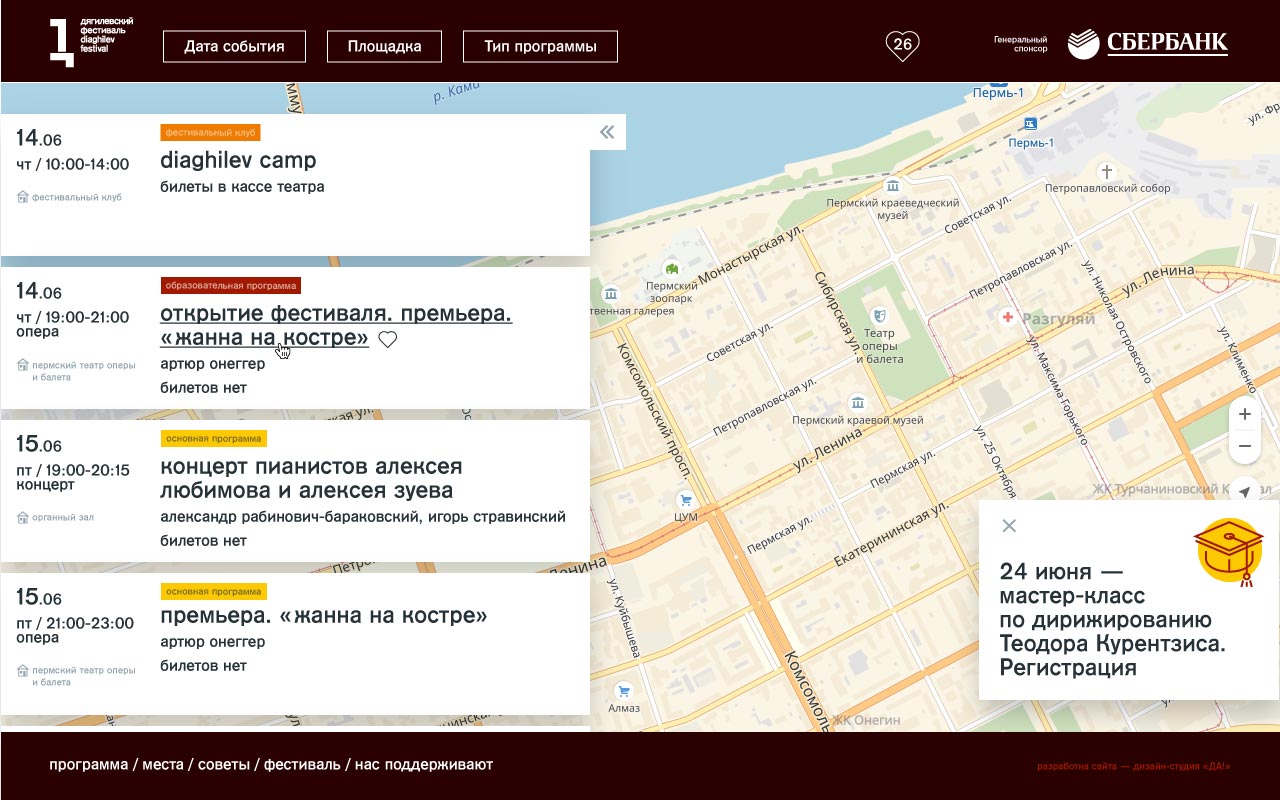 дягилевский
фестиваль
diaghilev
festival
Дата события
Площадка
Тип программы
26
Генеральный
спонсор
СБЕРБАНК
р. Кама
14.06
чт / 10:00-14:00
фестивальный клуб
фестивальный клуб
diaghilev camp
билеты в кассе театра
14.06
чт / 19:00-21:00
опера
пермский театр оперы
и балета
образовательная программа
открытие фестиваля. премьера.
«жанна на костре»
артюр онеггер
билетов нет
15.06
пт / 19:00-20:15
концерт
органный зал
основная программа
концерт пианистов алексея
любимова и алексея зуева
александр рабинович-бараковский, игорь стравинский
билетов нет
15.06
пт / 21:00-23:00
опера
пермский театр оперы
и балета
основная программа
премьера. «жанна на костре»
артюр онеггер
билетов нет
Пермь-1
Пермь-1
Петропавловский собор
Пермский краеведческий
музей
Советская ул.
Монастырская ул.
Пермский
зоопарк
твенная галерея
Сибирская ул.
Петропавловская ул.
ул. Ленина
ул. Николая Островского
Разгуляй
Театр
оперы
и балета
Советская ул.
Комсомольский просп.
Петропавловская ул.
ул. Максима Горького
ул. Клименко
Пермский краевой музей
ул. Ленина
ул. 25 Октября
Пермская ул.
ЖК Турчаниновский
ЦУМ
Пермская ул.
Екатерининская ул.
Ленина
ул. Куйбышева
Комсомоль
Алмаз
ЖК Онегин
24 июня —
мастер-класс
по дирижированию
Теодора Курентзиса.
Регистрация
программа / места / советы / фестиваль / нас поддерживают
разработка сайта — дизайн-студия «ДА!»